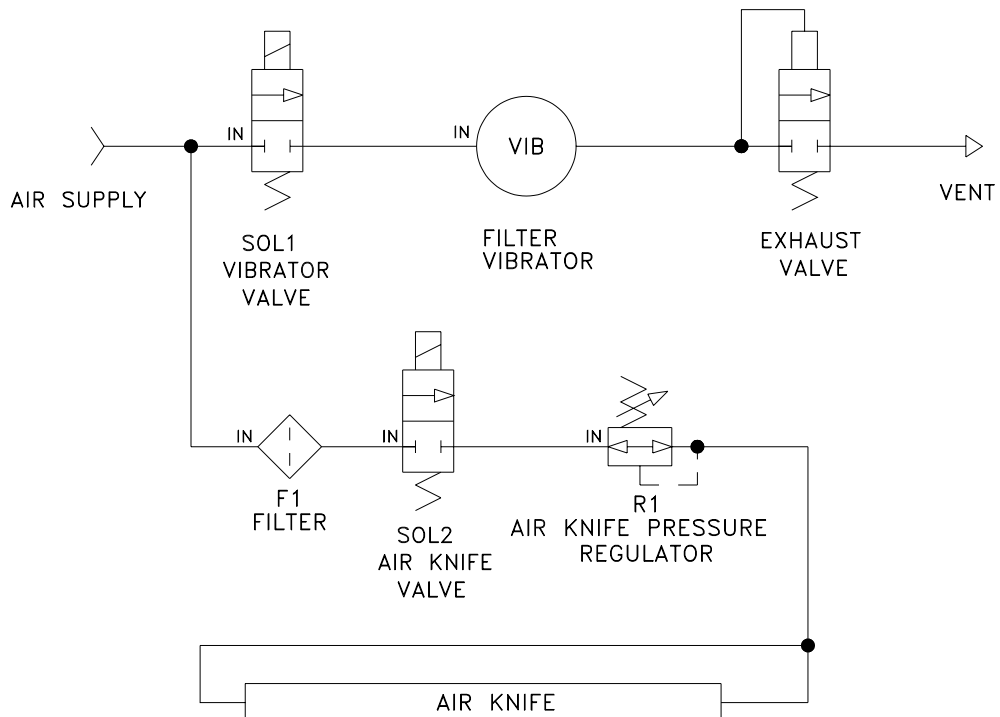 IN
IN
VIB
AIR SUPPLY
VENT
SOL1
VIBRATOR
VALVE
FILTER
VIBRATOR
EXHAUST
VALVE
IN
IN
IN
F1
FILTER
SOL2
AIR KNIFE
VALVE
R1
AIR KNIFE PRESSURE
REGULATOR
AIR KNIFE